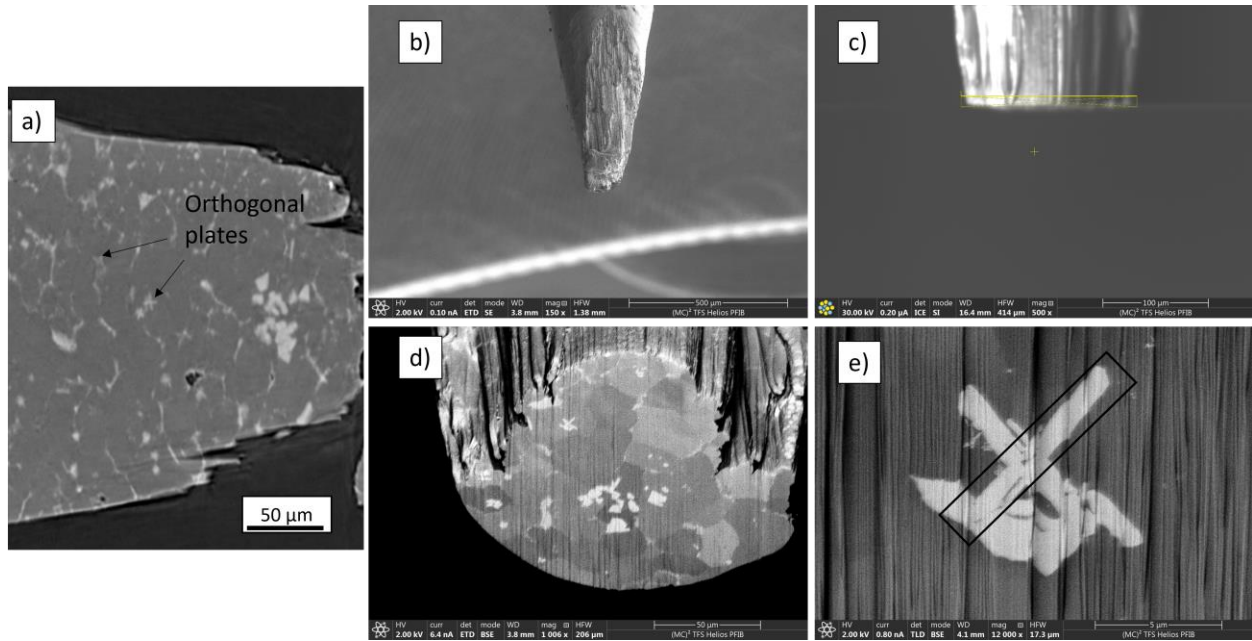 a)
Orthogonal
plates
50 µm
b)
HV curr det mode WD mag HFW 500 µm
2.00 kV 0.10 nA ETD SE 3.8 mm 150 x 1.38 mm (MC)² TFS Helios PFIB
c)
HV curr det mode WD mag HFW 100 µm
30.00 kV 0.20 µA ICE SI 16.4 mm 500 x 414 µm (MC)² TFS Helios PFIB
d)
HV curr det mode WD mag HFW 50 µm
2.00 kV 6.4 nA ETD BSE 3.8 mm 1 006 x 206 µm (MC)² TFS Helios PFIB
e)
HV curr det mode WD mag HFW 5 µm
2.00 kV 0.80 nA TLD BSE 4.1 mm 12 000 x 17.3 µm (MC)² TFS Helios PFIB